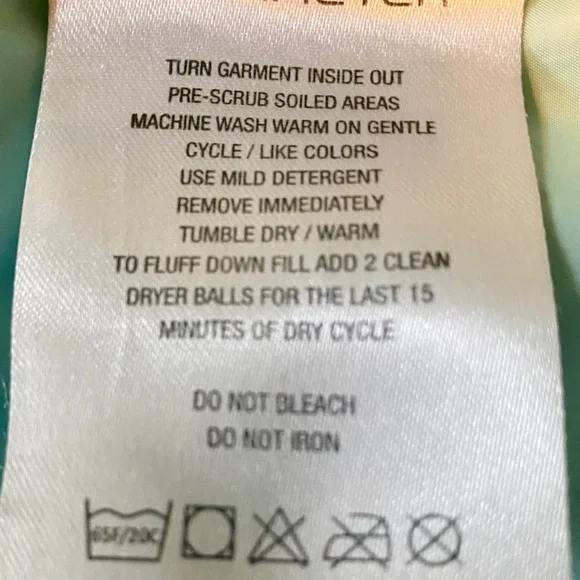 TURN GARMENT INSIDE OUT
PRE-SCRUB SOILED AREAS
MACHINE WASH WARM ON GENTLE
CYCLE / LIKE COLORS
USE MILD DETERGENT
REMOVE IMMEDIATELY
TUMBLE DRY / WARM
TO FLUFF DOWN FILL ADD 2 CLEAN
DRYER BALLS FOR THE LAST 15
MINUTES OF DRY CYCLE
DO NOT BLEACH
DO NOT IRON
65F/20C